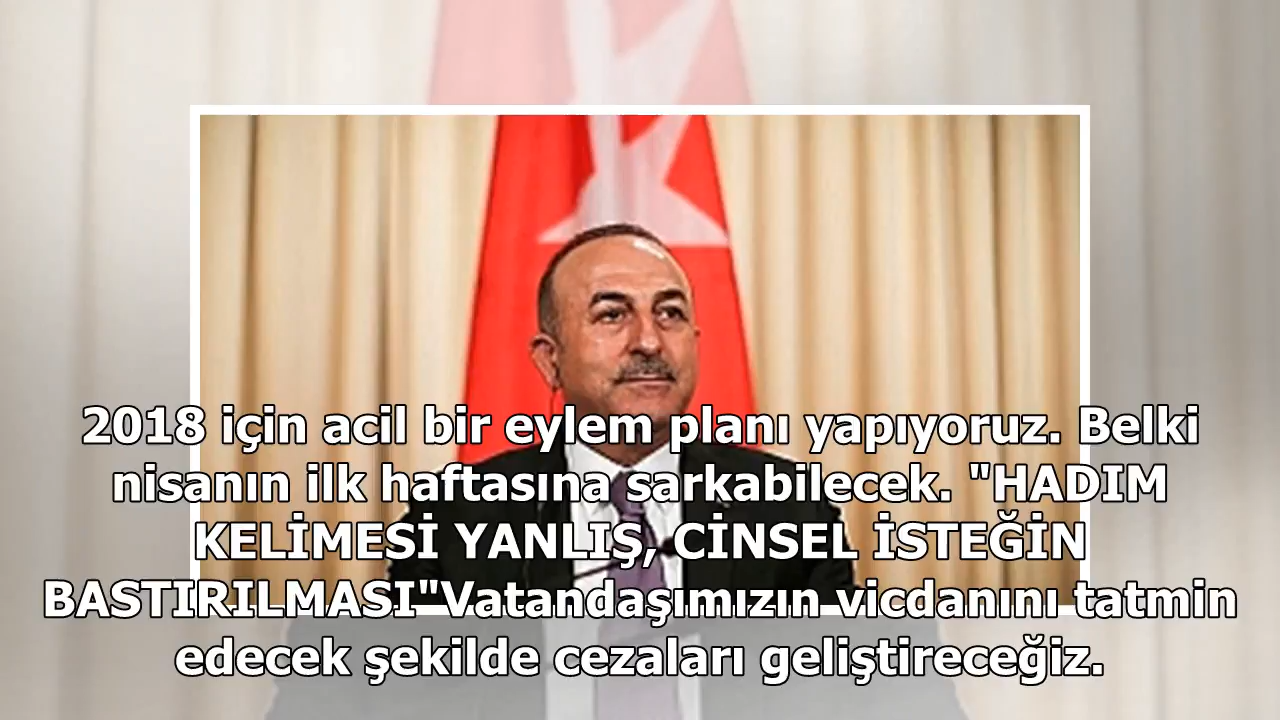 2018 için acil bir eylem planı yapıyoruz. Belki
nisanın ilk haftasına sarkabilecek. "HADIM
KELİMESİ YANLIŞ, CİNSEL İSTEĞİN
BASTIRILMASI"Vatandaşımızın vicdanını tatmin
edecek şekilde cezaları geliştireceğiz.